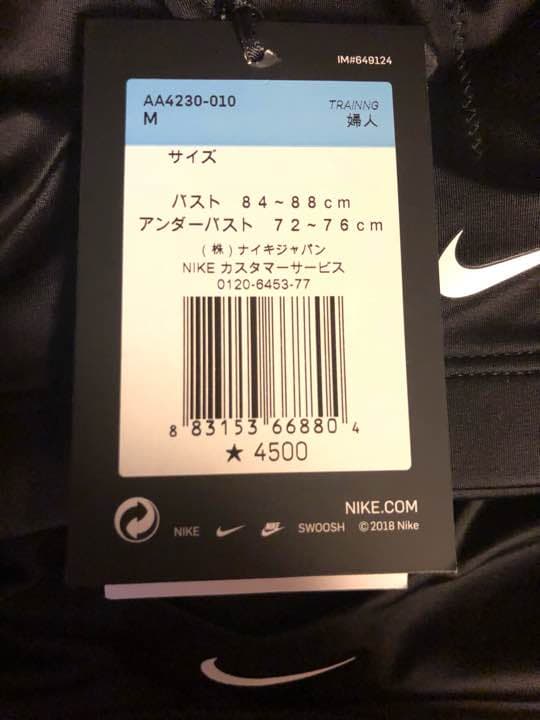 IM#649124
AA4230-010 TRAINNG
M 婦人
サイズ
バスト 84~88cm
アンダーバスト 72~76cm
(株)ナイキジャパン
NIKE カスタマーサービス
0120-6453-77
8 83153 66880 4
★ 4500
NIKE.COM
NIKE NIKE SWOOSH ©2018 Nike